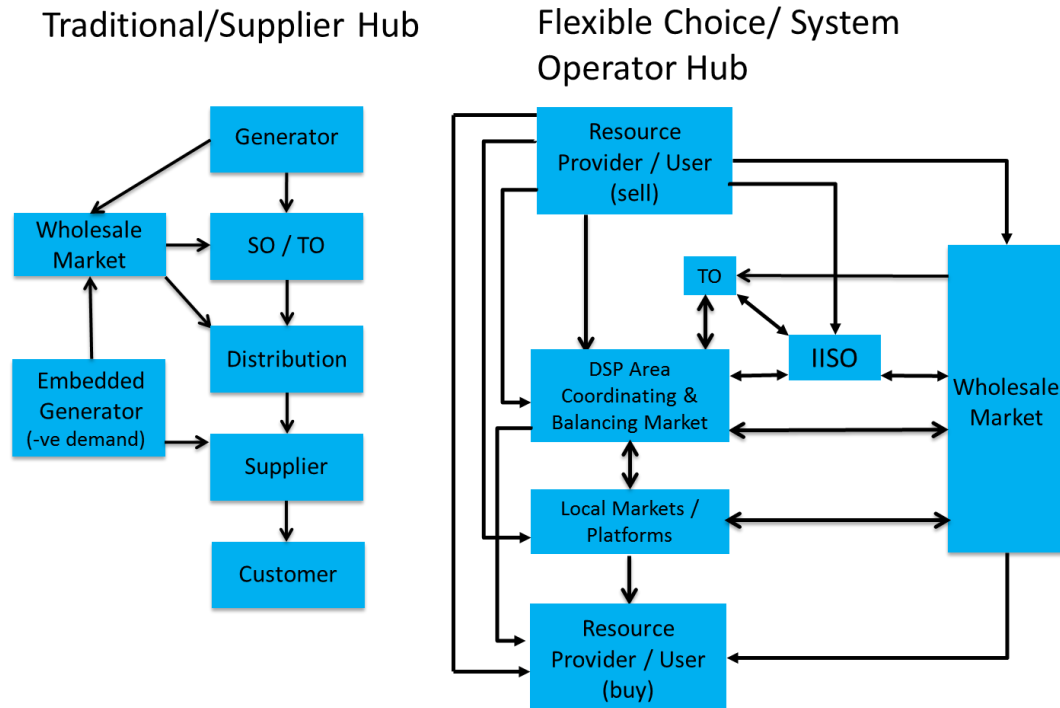 Traditional/Supplier Hub
Generator
Wholesale
Market
SO / TO
Distribution
Embedded
Generator
(-ve demand)
Supplier
Customer
Flexible Choice/ System
Operator Hub
Resource
Provider / User
(sell)
TO
IISO
DSP Area
Coordinating &
Balancing Market
Wholesale
Market
Local Markets /
Platforms
Resource
Provider / User
(buy)